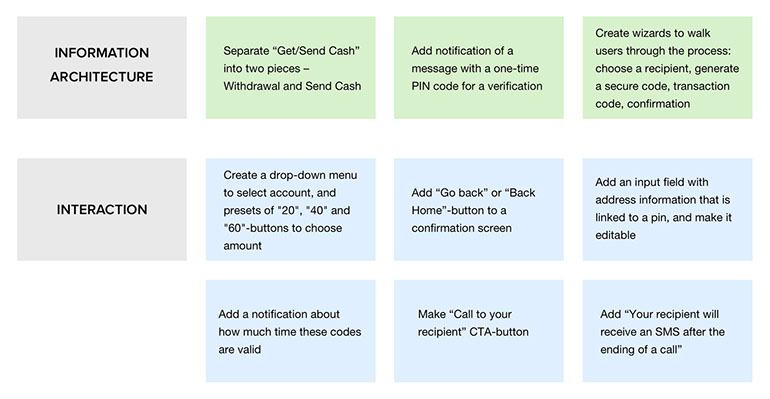 INFORMATION
ARCHITECTURE
Separate “Get/Send Cash”
into two pieces –
Withdrawal and Send Cash
Add notification of a
message with a one-time
PIN code for a verification
Create wizards to walk
users through the process:
choose a recipient, generate
a secure code, transaction
code, confirmation
INTERACTION
Create a drop-down menu
to select account, and
presets of "20", "40" and
"60"-buttons to choose
amount
Add “Go back” or “Back
Home”-button to a
confirmation screen
Add an input field with
address information that is
linked to a pin, and make it
editable
Add a notification about
how much time these codes
are valid
Make “Call to your
recipient” CTA-button
Add “Your recipient will
receive an SMS after the
ending of a call”